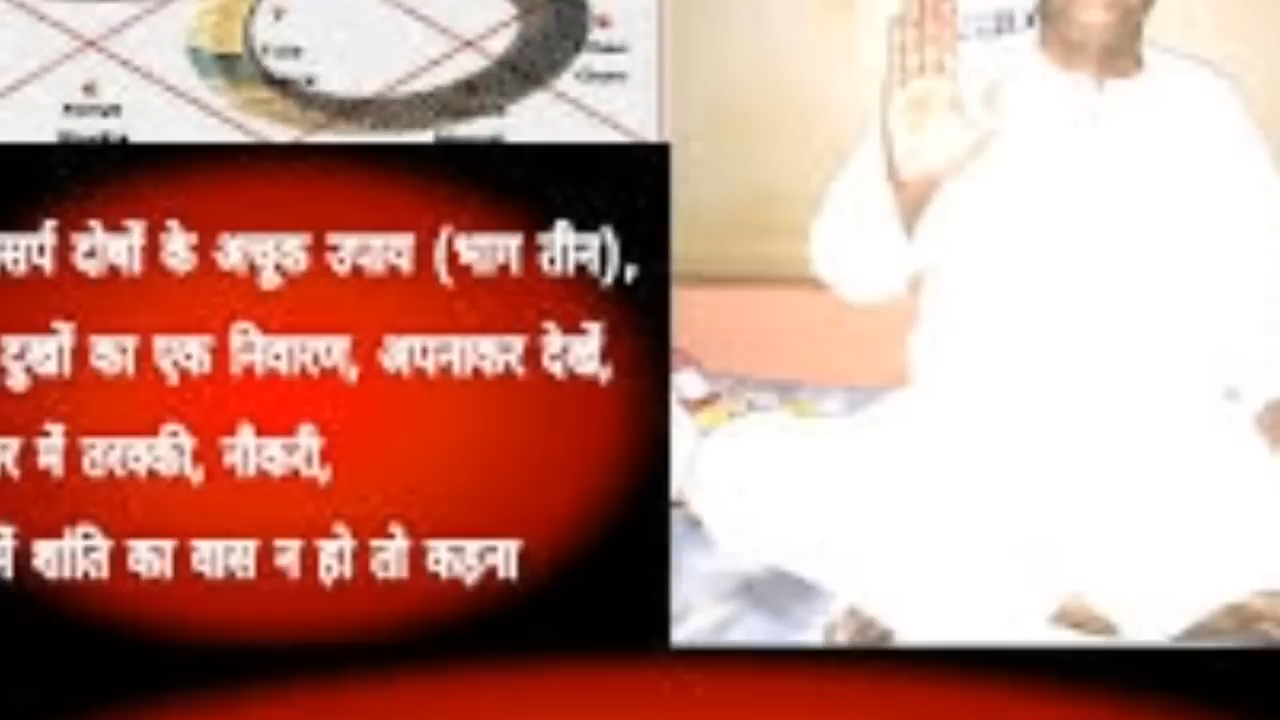 सर्प दोषों के अचूक उपाय (भाग तीन),
दुखों का एक निवारण, अपनाकर देखें,
र में तरक्की, नौकरी,
में शांति का वास न हो तो कहना